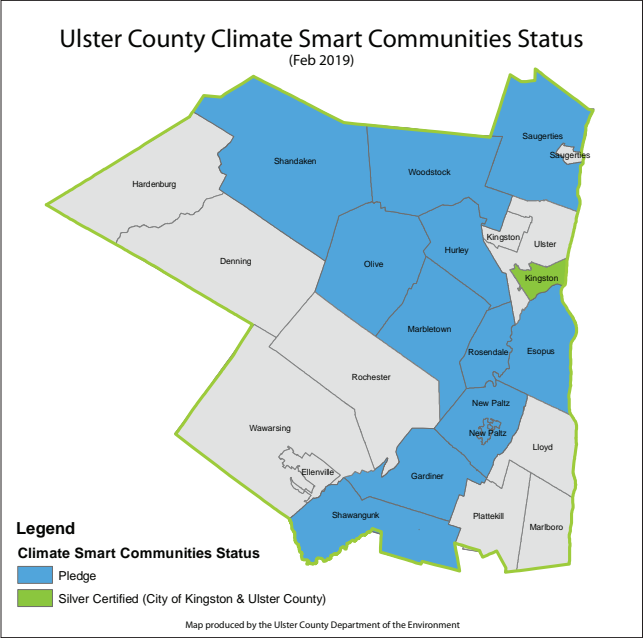 Ulster County Climate Smart Communities Status
(Feb 2019)
Saugerties
Saugerties
Shandaken
Woodstock
Hardenburg
Kingston
Ulster
Hurley
Denning
Olive
Kingston
Marbletown
Rosendale
Esopus
Rochester
New Paltz
Wawarsing
New Paltz
Lloyd
Ellenville
Gardiner
Shawangunk
Plattekill
Marlboro
Legend
Climate Smart Communities Status
Pledge
Silver Certified (City of Kingston & Ulster County)
Map produced by the Ulster County Department of the Environment